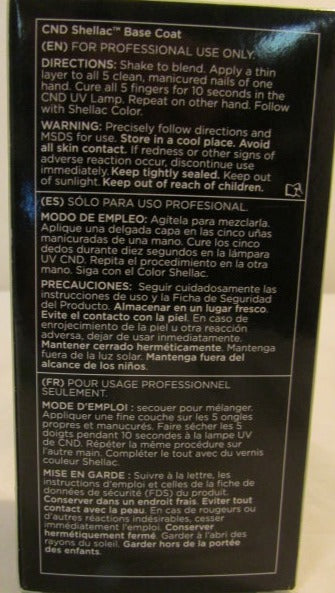 CND Shellac™ Base Coat
(EN) FOR PROFESSIONAL USE ONLY.
DIRECTIONS: Shake to blend. Apply a thin
layer to all 5 clean, manicured nails of one
hand. Cure all 5 fingers for 10 seconds in the
CND UV Lamp. Repeat on other hand. Follow
with Shellac Color.
WARNING: Precisely follow directions and
MSDS for use. Store in a cool place. Avoid
all skin contact. If redness or other signs of
adverse reaction occur, discontinue use
immediately. Keep tightly sealed. Keep out
of sunlight. Keep out of reach of children.
(ES) SÓLO PARA USO PROFESIONAL.
MODO DE EMPLEO: Agítela para mezclarla.
Aplique una delgada capa en las cinco uñas
manicuradas de una mano. Cure los cinco
dedos durante diez segundos en la lámpara
UV CND. Repita el procedimiento en la otra
mano. Siga con el Color Shellac.
PRECAUCIONES: Seguir cuidadosamente las
instrucciones de uso y la Ficha de Seguridad
del Producto. Almacenar en un lugar fresco.
Evite el contacto con la piel. En caso de
enrojecimiento de la piel u otra reacción
adversa, dejar de usar inmediatamente.
Mantener cerrado herméticamente. Mantenga
fuera de la luz solar. Mantenga fuera del
alcance de los niños.
(FR) POUR USAGE PROFESSIONNEL
SEULEMENT.
MODE D'EMPLOI : secouer pour mélanger.
Appliquer une fine couche sur les 5 ongles
propres et manucurés. Faire sécher les 5
doigts pendant 10 secondes à la lampe UV
de CND. Répéter la même procédure sur
l'autre main. Compléter le tout avec du vernis
couleur Shellac.
MISE EN GARDE : Suivre à la lettre, les
instructions d'emploi et celles de la fiche de
données de sécurité (FDS) du produit.
Conserver dans un endroit frais. Éviter tout
contact avec la peau. En cas de rougeurs ou
d'autres réactions indésirables, cesser
immédiatement l'emploi. Conserver
hermétiquement fermé. Garder à l'abri des
rayons du soleil. Garder hors de la portée
des enfants.